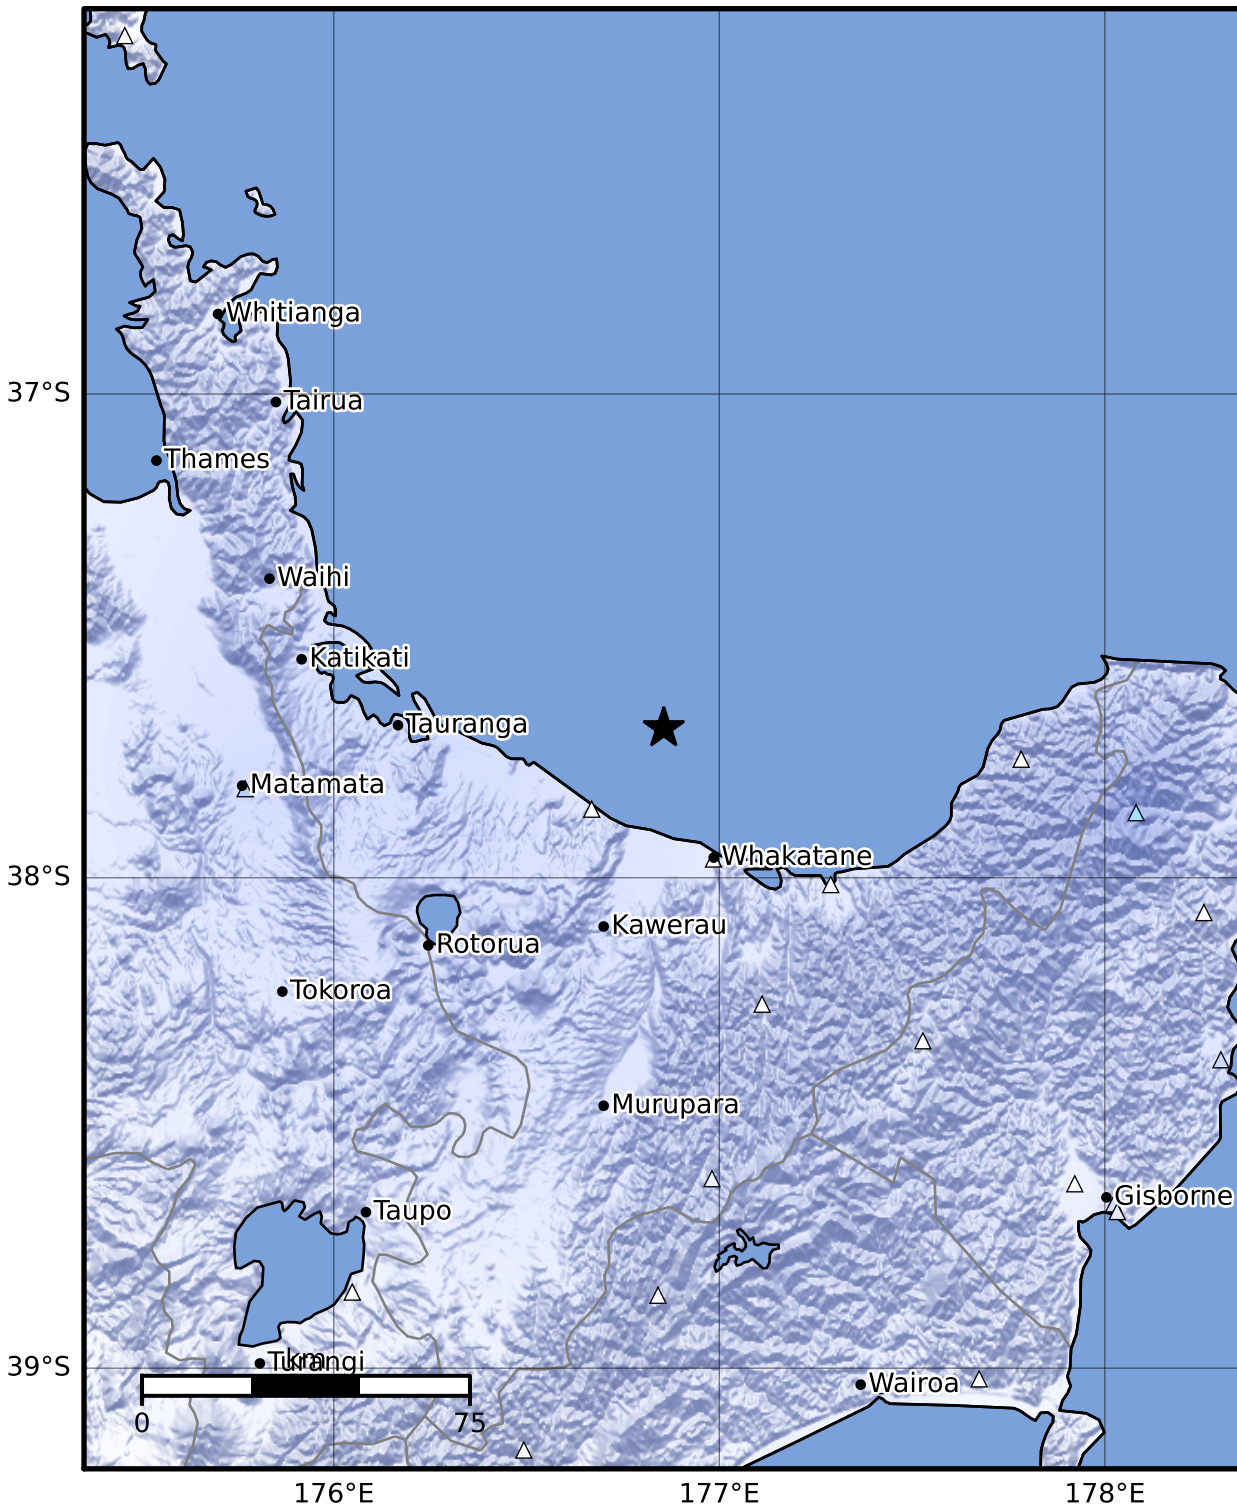 Whitianga
37°S
Tairua
Thames
Waihi
Katikati
Tauranga
Matamata
Whakatane
38°S
Kawerau
Rotorua
Tokoroa
Murupara
Gisborne
Taupo
km
Turangi
39°S
Wairoa
0
75
176°E
177°E
178°E